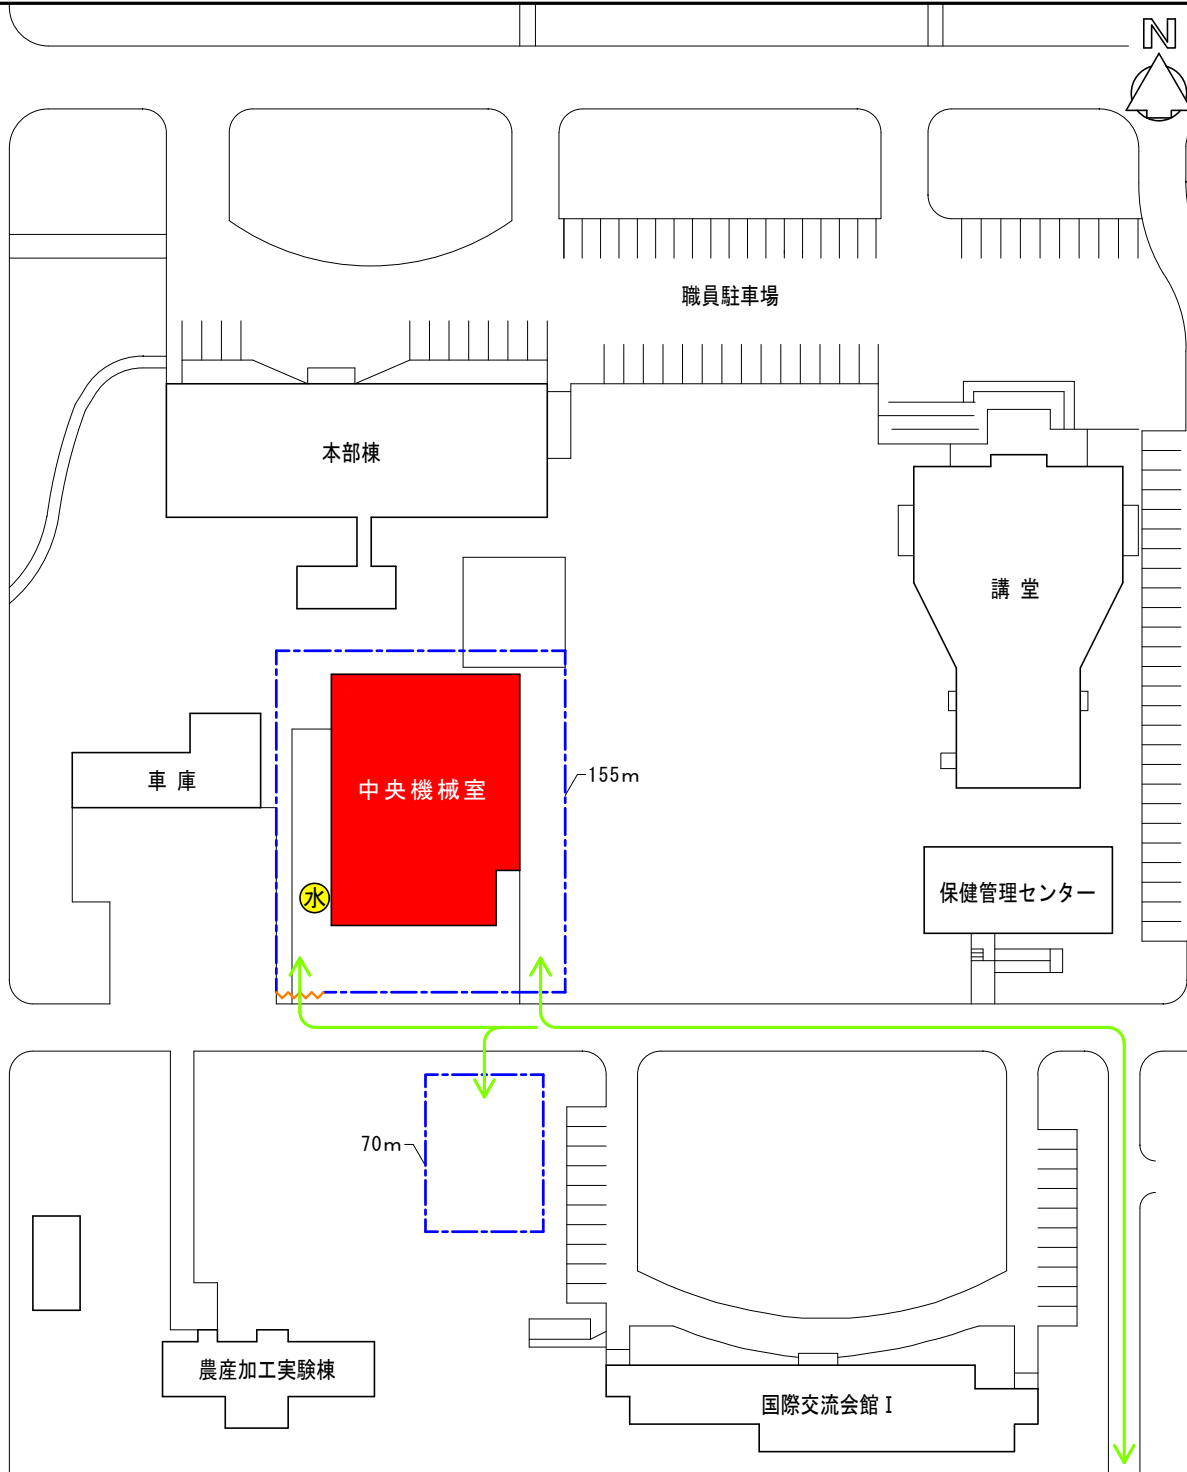 N
職員駐車場
本部棟
講堂
車庫
中央機械室
155m
保健管理センター
水
70m
農産加工実験棟
国際交流会館Ⅰ